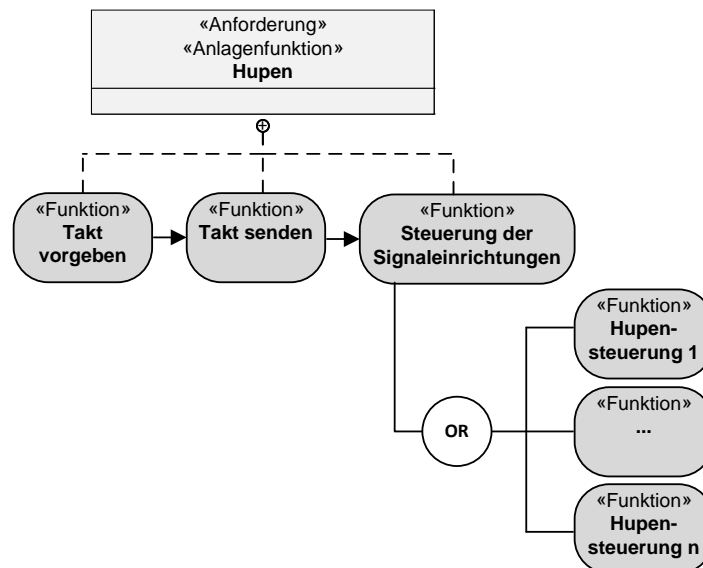 «Anforderung»
«Anlagenfunktion»
Hupen
«Funktion»
Takt
vorgeben
«Funktion»
Takt senden
«Funktion»
Steuerung der
Signaleinrichtungen
«Funktion»
Hupen-
steuerung 1
OR
«Funktion»
...
«Funktion»
Hupen-
steuerung n